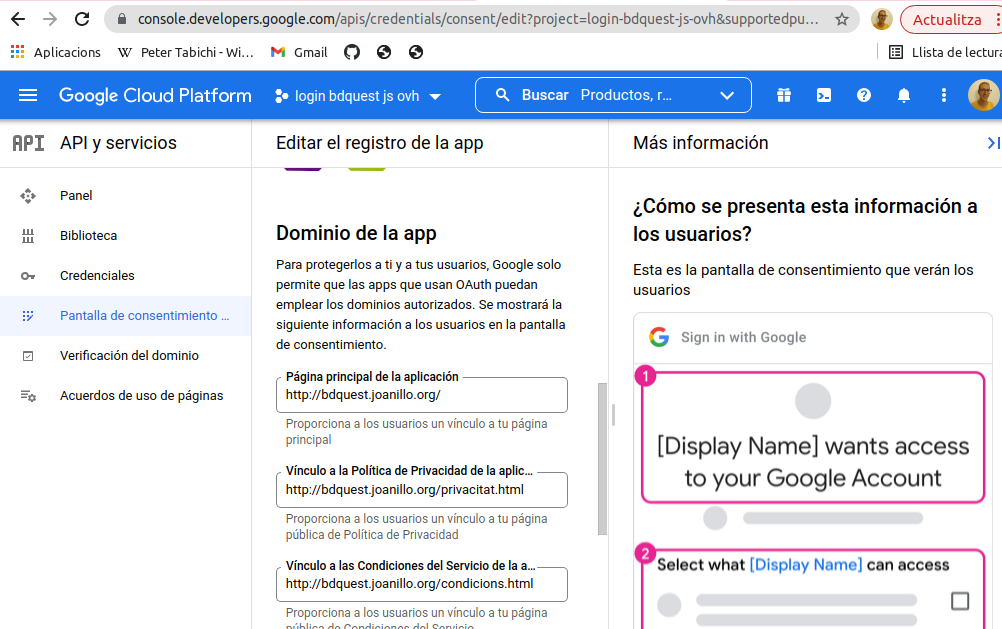 console.developers.google.com/apis/credentials/consent/edit?project=login-bdquest-js-ovh&supportedpu...
Actualitza
Aplicacions
W Peter Tabichi - Wi...
Gmail
Llista de lectura
Google Cloud Platform
login bdquest js ovh
Buscar Productos, r...
API API y servicios
Panel
Biblioteca
Credenciales
Pantalla de consentimiento ...
Verificación del dominio
Acuerdos de uso de páginas
Editar el registro de la app
Dominio de la app
Para protegerlos a ti y a tus usuarios, Google solo
permite que las apps que usan OAuth puedan
emplear los dominios autorizados. Se mostrará la
siguiente información a los usuarios en la pantalla
de consentimiento.
Página principal de la aplicación
http://bdquest.joanillo.org/
Proporciona a los usuarios un vínculo a tu página
principal
Vínculo a la Política de Privacidad de la aplic...
http://bdquest.joanillo.org/privacitat.html
Proporciona a los usuarios un vínculo a tu página
pública de Política de Privacidad
Vínculo a las Condiciones del Servicio de la a...
http://bdquest.joanillo.org/condicions.html
Proporciona a los usuarios un vínculo a tu página
pública de Condiciones del Servicio
Más información
¿Cómo se presenta esta información a
los usuarios?
Esta es la pantalla de consentimiento que verán los
usuarios
Sign in with Google
1
[Display Name] wants access
to your Google Account
2
Select what [Display Name] can access